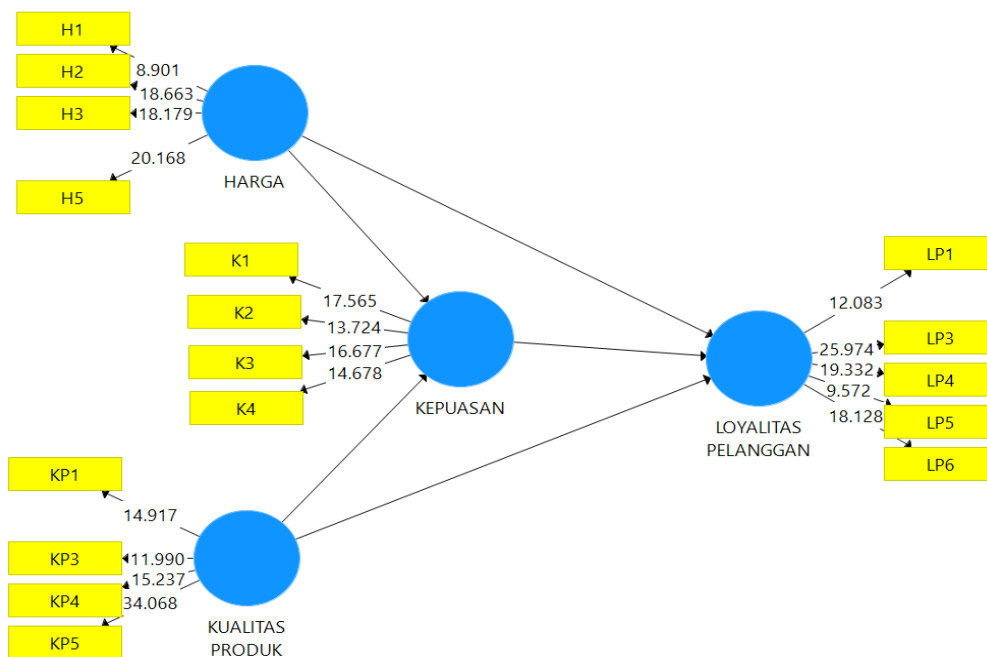 H1
8.901
H2
18.663
H3
18.179
20.168
H5
HARGA
K1
17.565
K2
13.724
K3
16.677
K4
14.678
KEPUASAN
LP1
12.083
LP3
25.974
LP4
19.332
LP5
9.572
LP6
18.128
LOYALITAS
PELANGGAN
KP1
14.917
KP3
11.990
KP4
15.237
KP5
34.068
KUALITAS
PRODUK